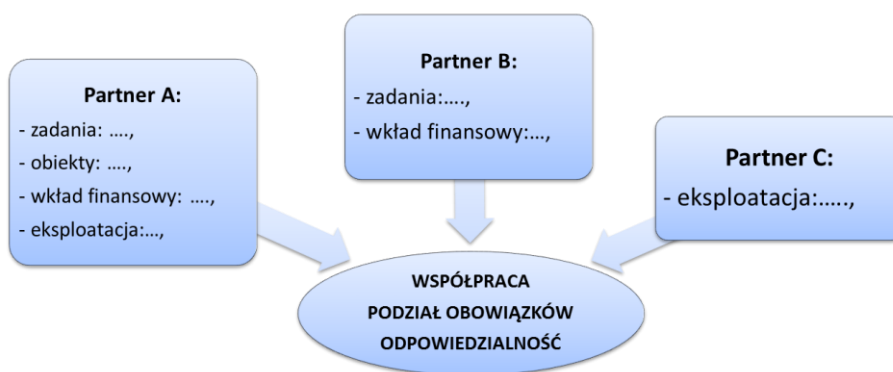 Partner A:
- zadania: ….,
- obiekty: ….,
- wkład finansowy: ….,
- eksploatacja:…,
Partner B:
- zadania:….,
- wkład finansowy:…,
Partner C:
- eksploatacja:…..,
WSPÓŁPRACA
PODZIAŁ OBOWIĄZKÓW
ODPOWIEDZIALNOŚĆ